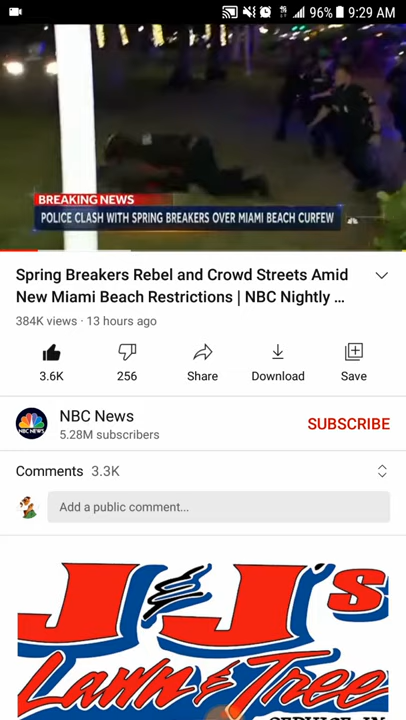 96% 9:29 AM
BREAKING NEWS
POLICE CLASH WITH SPRING BREAKERS OVER MIAMI BEACH CURFEW
Spring Breakers Rebel and Crowd Streets Amid
New Miami Beach Restrictions | NBC Nightly ...
384K views · 13 hours ago
3.6K 256 Share Download Save
NBC NEWS
NBC News
5.28M subscribers
SUBSCRIBE
Comments 3.3K
Add a public comment...
J & J's
Lawn & Tree